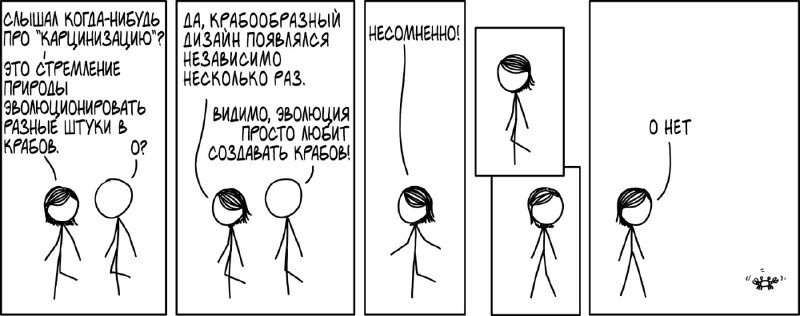 СЛЫШАЛ КОГДА-НИБУДЬ
ПРО "КАРЦИНИЗАЦИЮ"?
ЭТО СТРЕМЛЕНИЕ
ПРИРОДЫ
ЭВОЛЮЦИОНИРОВАТЬ
РАЗНЫЕ ШТУКИ В
КРАБОВ.
О?
ДА, КРАБООБРАЗНЫЙ
ДИЗАЙН ПОЯВЛЯЛСЯ
НЕЗАВИСИМО
НЕСКОЛЬКО РАЗ.
ВИДИМО, ЭВОЛЮЦИЯ
ПРОСТО ЛЮБИТ
СОЗДАВАТЬ КРАБОВ!
НЕСОМНЕННО!
О НЕТ